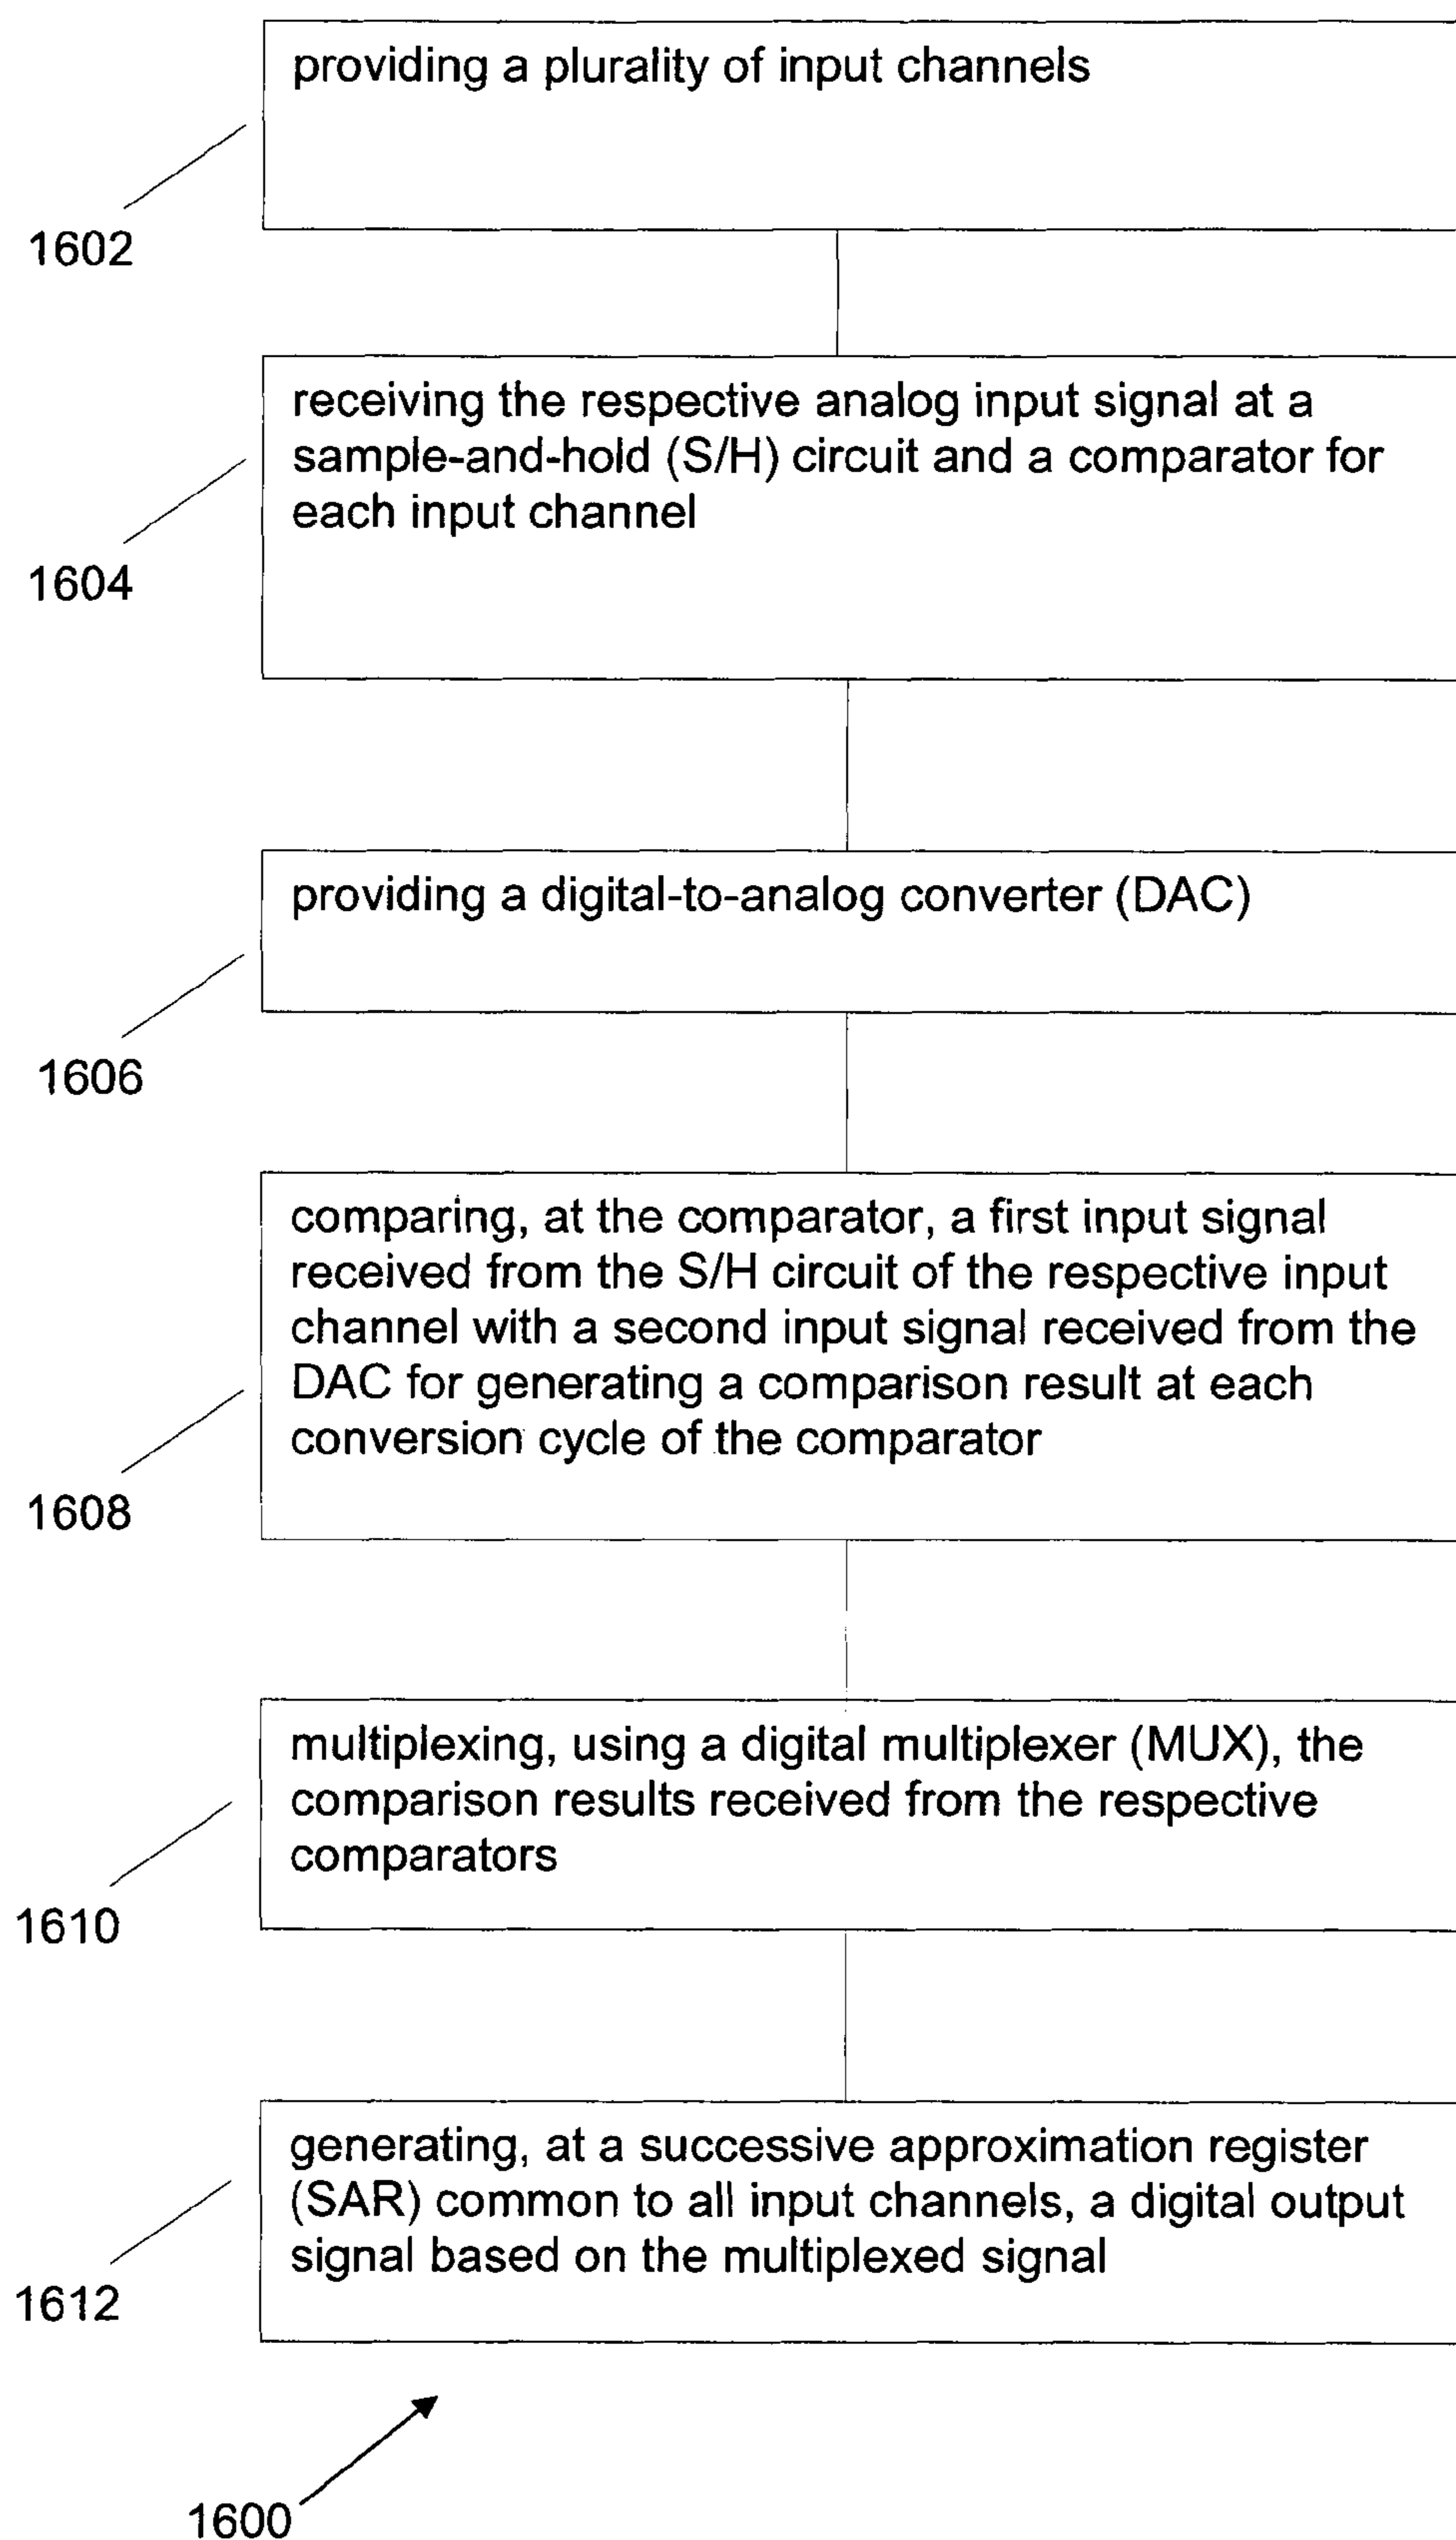 providing a plurality of input channels
1602
receiving the respective analog input signal at a
sample-and-hold (S/H) circuit and a comparator for
each input channel
1604
providing a digital-to-analog converter (DAC)
1606
comparing, at the comparator, a first input signal
received from the S/H circuit of the respective input
channel with a second input signal received from the
DAC for generating a comparison result at each
conversion cycle of the comparator
1608
multiplexing, using a digital multiplexer (MUX), the
comparison results received from the respective
comparators
1610
generating, at a successive approximation register
(SAR) common to all input channels, a digital output
signal based on the multiplexed signal
1612
1600